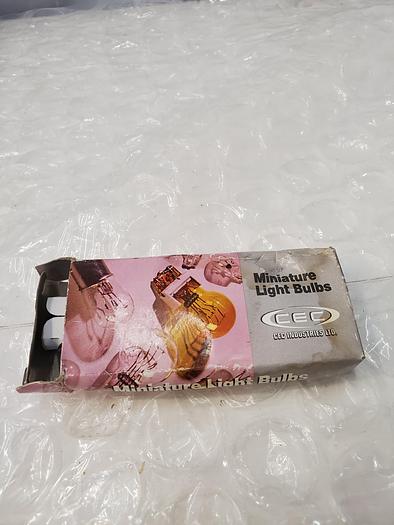 Miniature
Light Bulbs
CEC
CEC INDUSTRIES LTD.
Miniature Light Bulbs